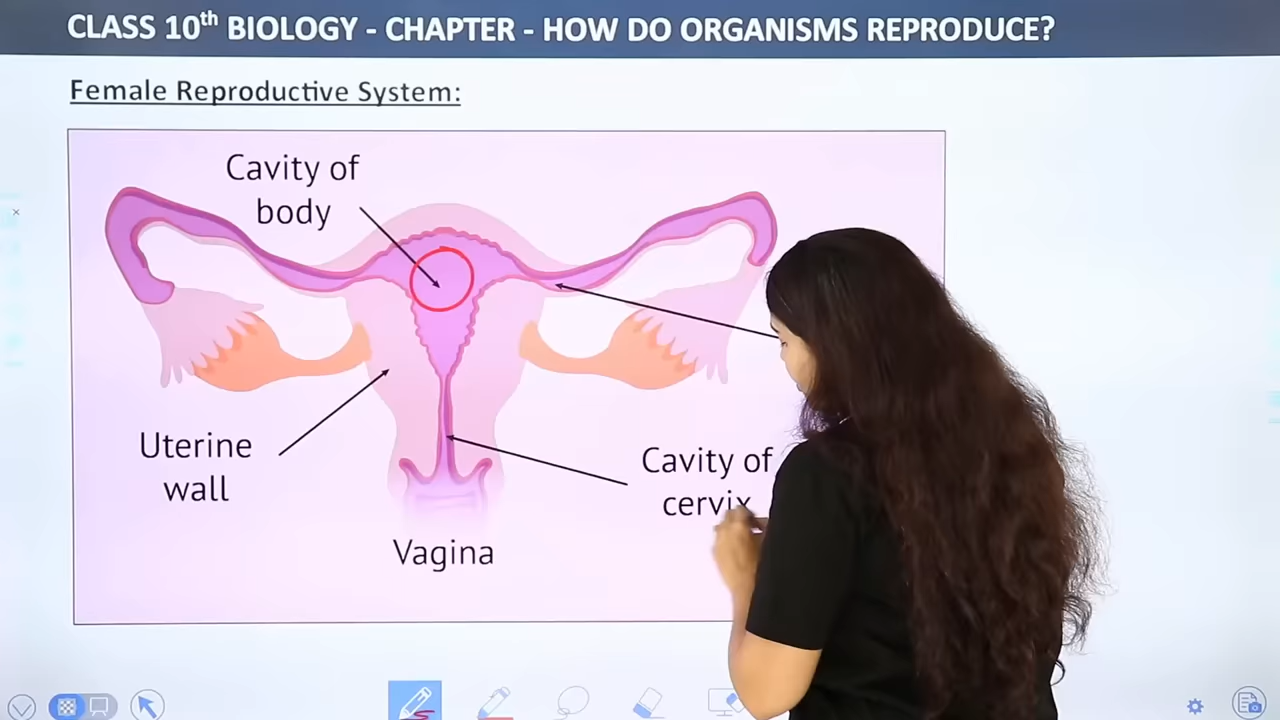 CLASS 10th BIOLOGY - CHAPTER - HOW DO ORGANISMS REPRODUCE?
Female Reproductive System:
Cavity of
body
Uterine
wall
Cavity of
cervix
Vagina